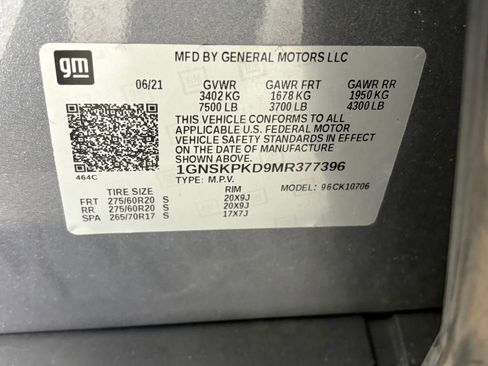 gm
MFD BY GENERAL MOTORS LLC
06/21 GVWR GAWR FRT GAWR RR
3402 KG 1678 KG 1950 KG
7500 LB 3700 LB 4300 LB
THIS VEHICLE CONFORMS TO ALL
APPLICABLE U.S. FEDERAL MOTOR
VEHICLE SAFETY STANDARDS IN EFFECT
ON THE DATE OF MANUFACTURE
SHOWN ABOVE.
464C
1GNSKPKD9MR377396
TYPE: M.P.V. MODEL: 96CK10706
TIRE SIZE RIM
FRT 275/60R20 S 20X9J
RR 275/60R20 S 20X9J
SPA 265/70R17 S 17X7J